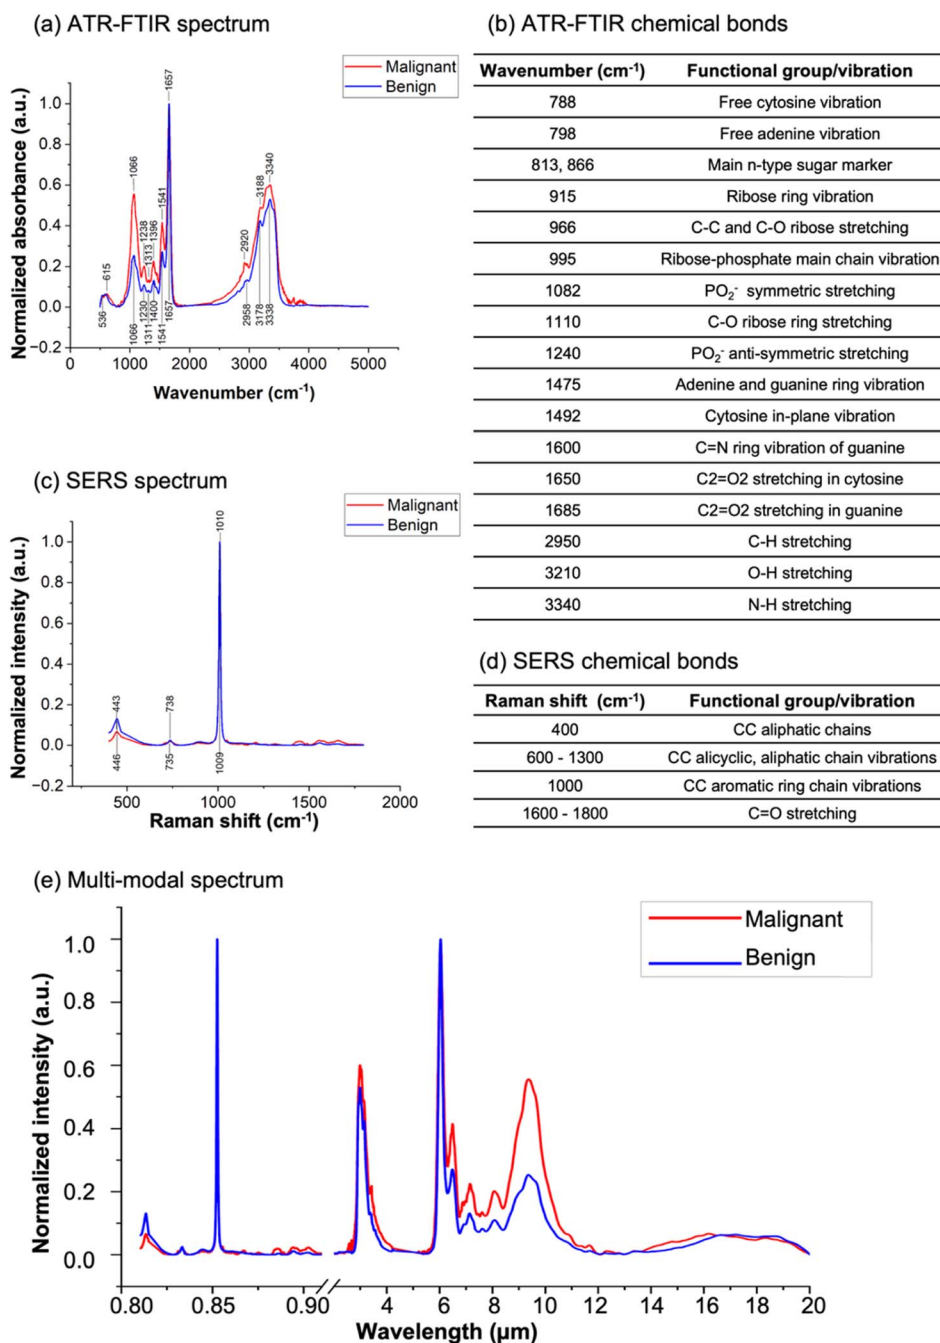 (a) ATR-FTIR spectrum
Malignant
Benign
Normalized absorbance (a.u.)
1.0
0.8
0.6
0.4
0.2
0.0
−0.2
615
1066
1238
1313
1396
1541
1657
2920
3188
3340
536
1066
1230
1311
1400
1541
1657
2958
3178
3338
0 1000 2000 3000 4000 5000
Wavenumber (cm-1)
(b) ATR-FTIR chemical bonds
Wavenumber (cm-1) Functional group/vibration
788 Free cytosine vibration
798 Free adenine vibration
813, 866 Main n-type sugar marker
915 Ribose ring vibration
966 C-C and C-O ribose stretching
995 Ribose-phosphate main chain vibration
1082 PO2- symmetric stretching
1110 C-O ribose ring stretching
1240 PO2- anti-symmetric stretching
1475 Adenine and guanine ring vibration
1492 Cytosine in-plane vibration
1600 C=N ring vibration of guanine
1650 C2=O2 stretching in cytosine
1685 C2=O2 stretching in guanine
2950 C-H stretching
3210 O-H stretching
3340 N-H stretching
(c) SERS spectrum
Malignant
Benign
Normalized intensity (a.u.)
1.0
0.8
0.6
0.4
0.2
0.0
−0.2
443
738
1010
446
735
1009
500 1000 1500 2000
Raman shift (cm-1)
(d) SERS chemical bonds
Raman shift (cm-1) Functional group/vibration
400 CC aliphatic chains
600 - 1300 CC alicyclic, aliphatic chain vibrations
1000 CC aromatic ring chain vibrations
1600 - 1800 C=O stretching
(e) Multi-modal spectrum
Malignant
Benign
Normalized intensity (a.u.)
1.0
0.8
0.6
0.4
0.2
0.0
0.80 0.85 0.90 4 6 8 10 12 14 16 18 20
Wavelength (μm)